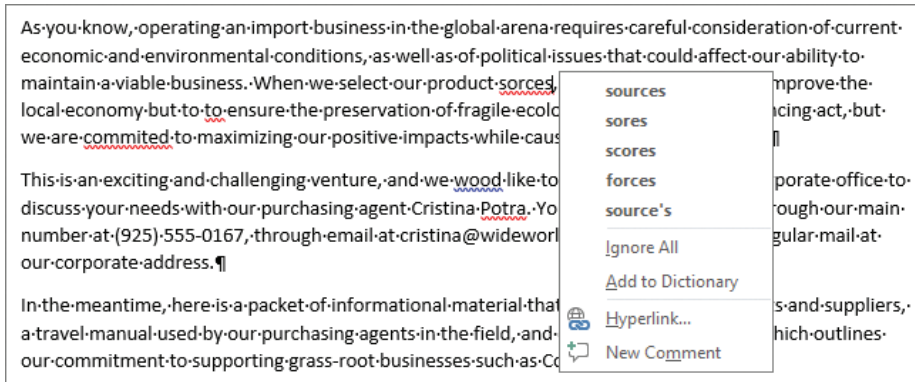 As·you·know,·operating·an·import·business·in·the·global·arena·requires·careful·consideration·of·current·
economic·and·environmental·conditions,·as·well·as·of·political·issues·that·could·affect·our·ability·to·
maintain·a·viable·business.·When·we·select·our·product·sorces, mprove·the·
local·economy·but·to·to·ensure·the·preservation·of·fragile·ecolo ncing·act,·but·
we·are·commited·to·maximizing·our·positive·impacts·while·caus ¶
This·is·an·exciting·and·challenging·venture,·and·we·wood·like·to rporate·office·to·
discuss·your·needs·with·our·purchasing·agent·Cristina·Potra.·Yo rough·our·main·
number·at·(925)·555-0167,·through·email·at·cristina@wideworl gular·mail·at·
our·corporate·address.¶
In·the·meantime,·here·is·a·packet·of·informational·material·that s·and·suppliers,·
a·travel·manual·used·by·our·purchasing·agents·in·the·field,·and· hich·outlines·
our·commitment·to·supporting·grass-root·businesses·such·as·Co
sources
sores
scores
forces
source's
Ignore All
Add to Dictionary
Hyperlink...
New Comment